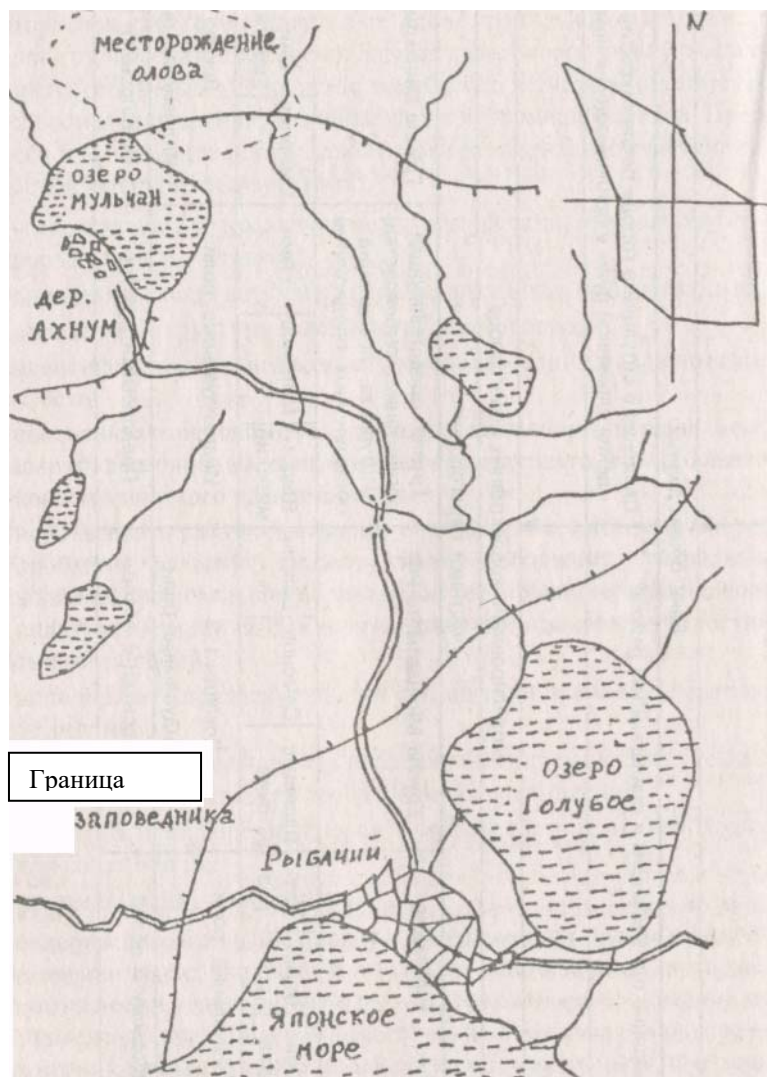 месторождение
олова
N
озеро
Мульчан
дер.
Ахнум
Граница
заповедника
Рыбачий
Озеро
Голубое
Японское
море